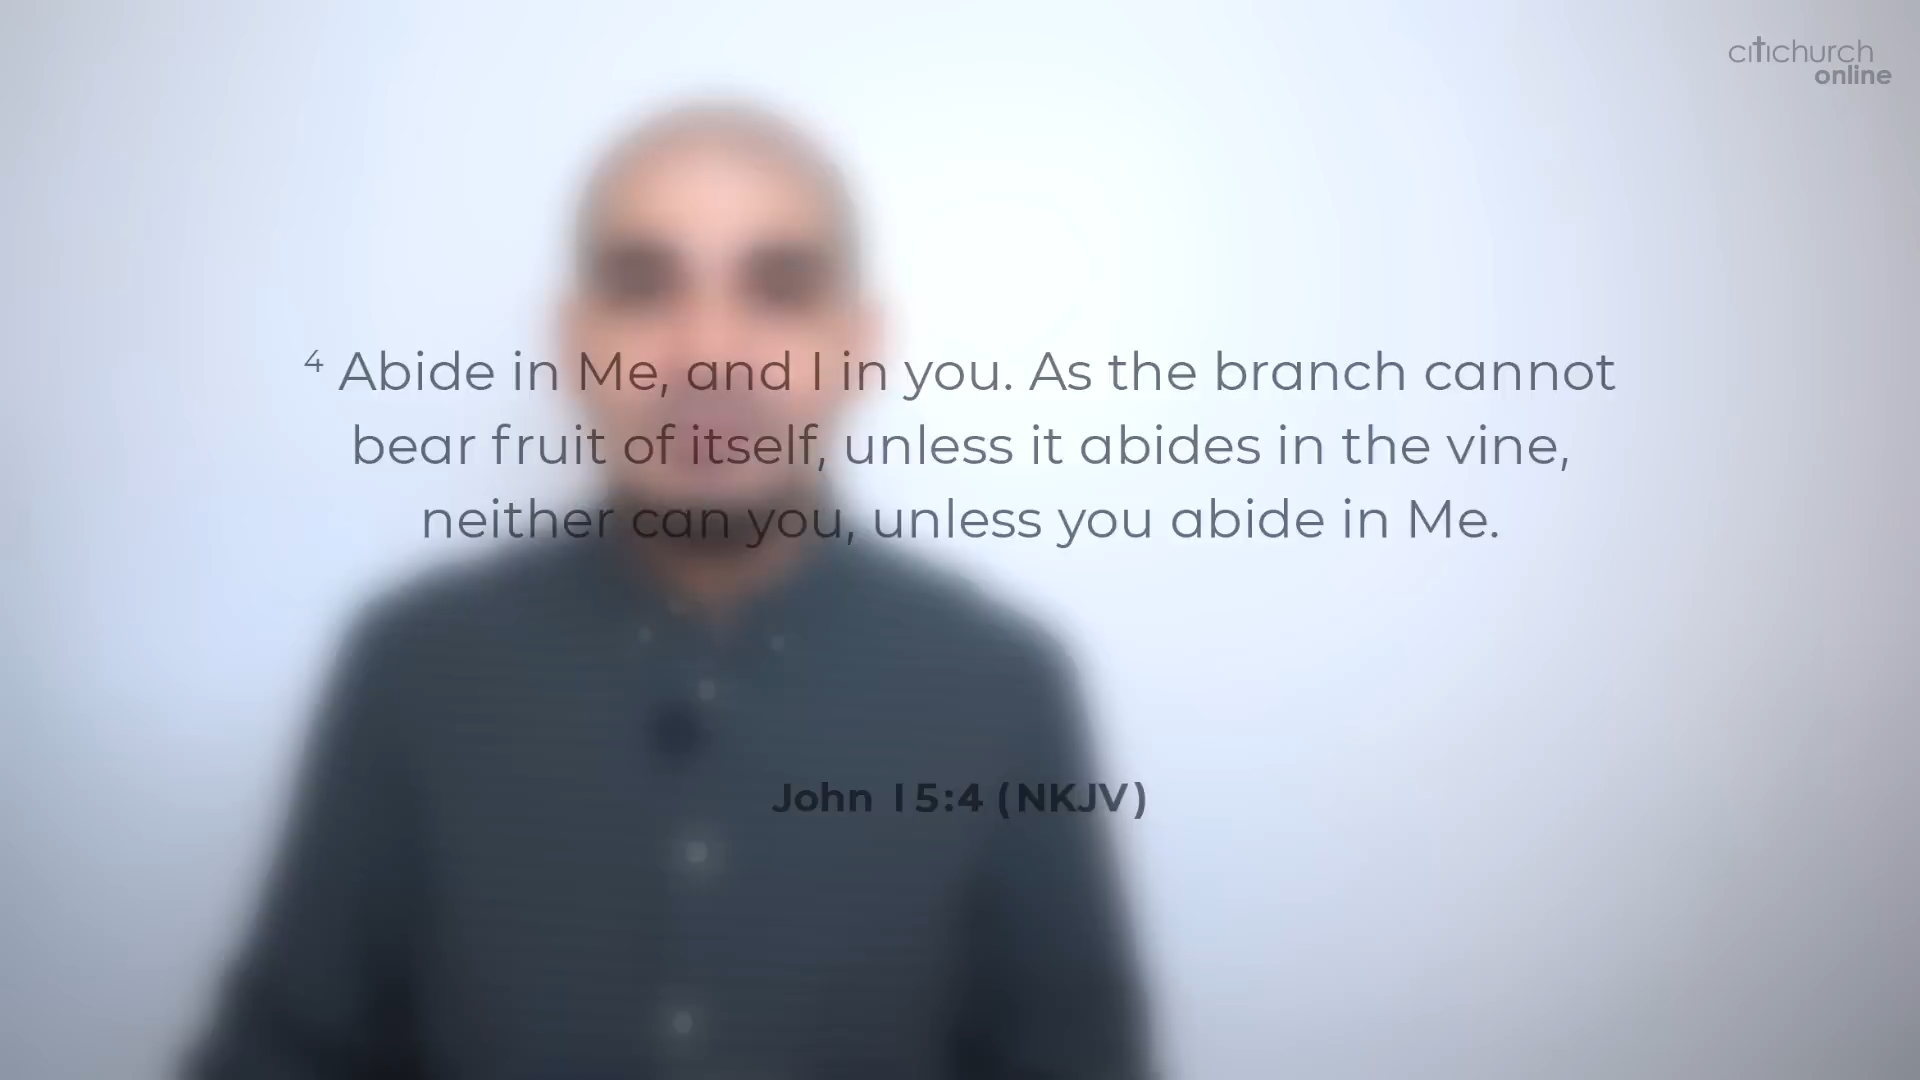 citichurch
online
4 Abide in Me, and I in you. As the branch cannot
bear fruit of itself, unless it abides in the vine,
neither can you, unless you abide in Me.
John 15:4 (NKJV)